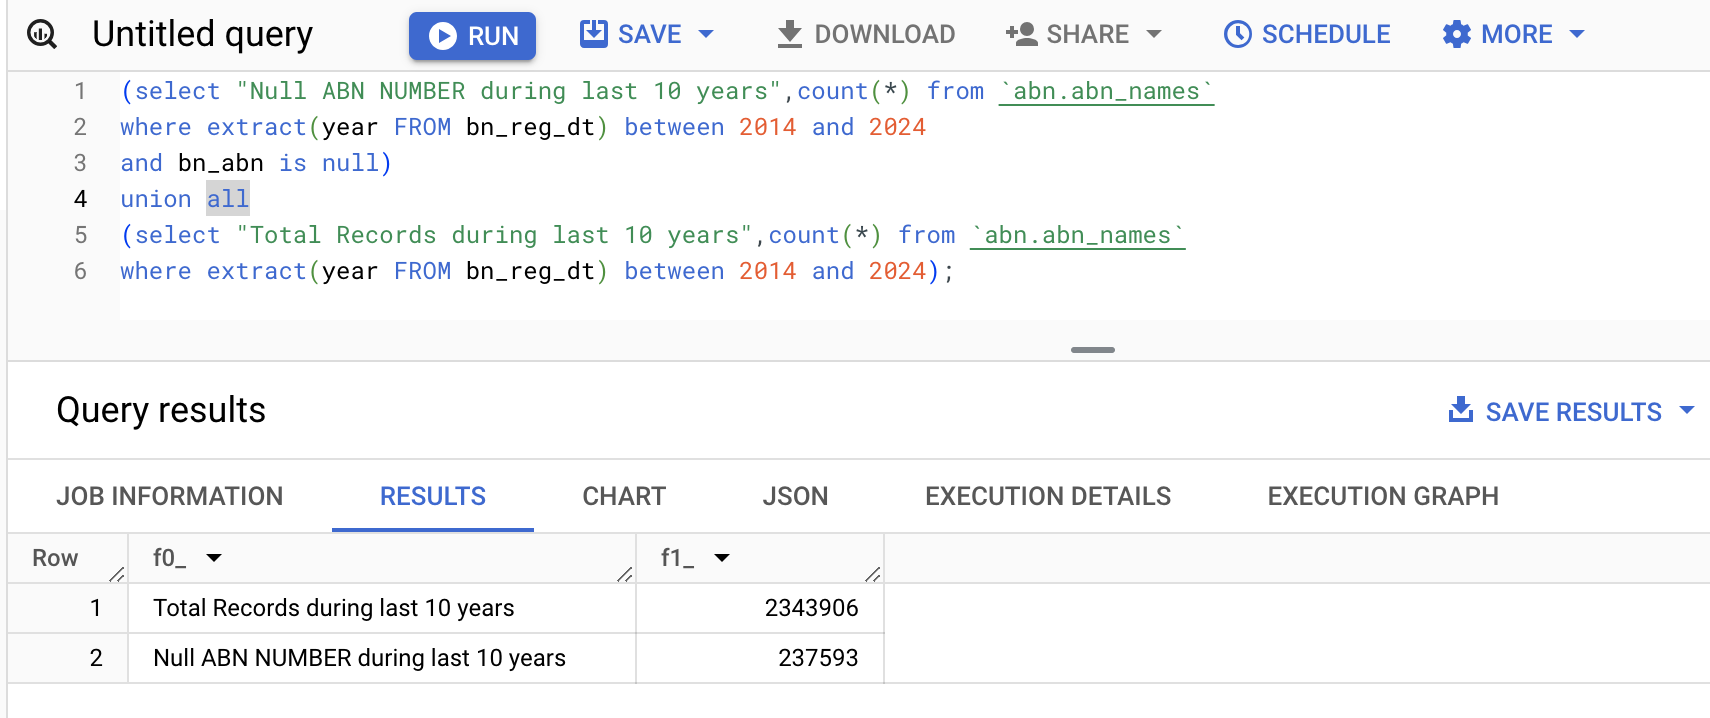 Untitled query RUN SAVE DOWNLOAD SHARE SCHEDULE MORE
1 (select "Null ABN NUMBER during last 10 years",count(*) from `abn.abn_names`
2 where extract(year FROM bn_reg_dt) between 2014 and 2024
3 and bn_abn is null)
4 union all
5 (select "Total Records during last 10 years",count(*) from `abn.abn_names`
6 where extract(year FROM bn_reg_dt) between 2014 and 2024);
Query results SAVE RESULTS
JOB INFORMATION RESULTS CHART JSON EXECUTION DETAILS EXECUTION GRAPH
Row f0_ f1_
1 Total Records during last 10 years 2343906
2 Null ABN NUMBER during last 10 years 237593